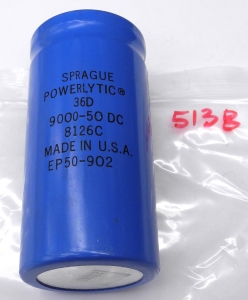 SPRAGUE
POWERLYTIC®
36D
9000-50 DC
8126C
MADE IN U.S.A.
EP50-902
513B